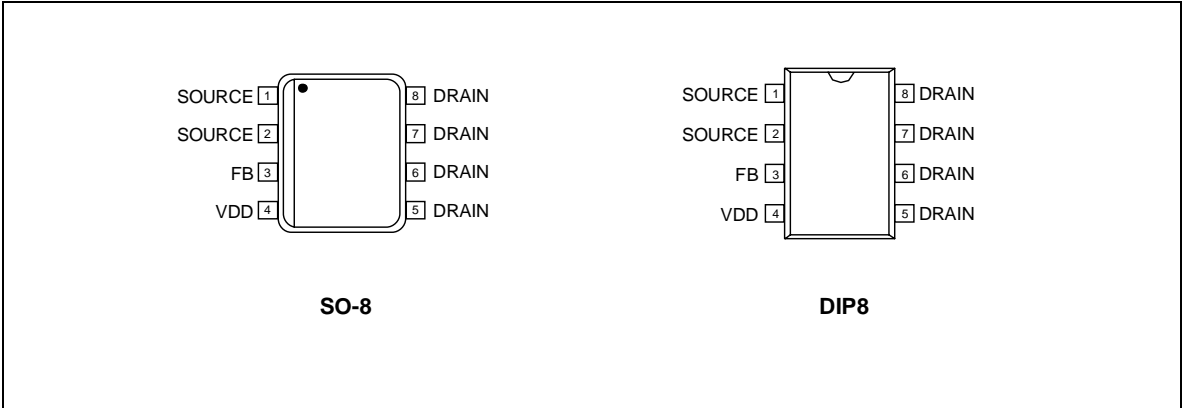 SOURCE 1
SOURCE 2
FB 3
VDD 4
8 DRAIN
7 DRAIN
6 DRAIN
5 DRAIN
SO-8
SOURCE 1
SOURCE 2
FB 3
VDD 4
8 DRAIN
7 DRAIN
6 DRAIN
5 DRAIN
DIP8